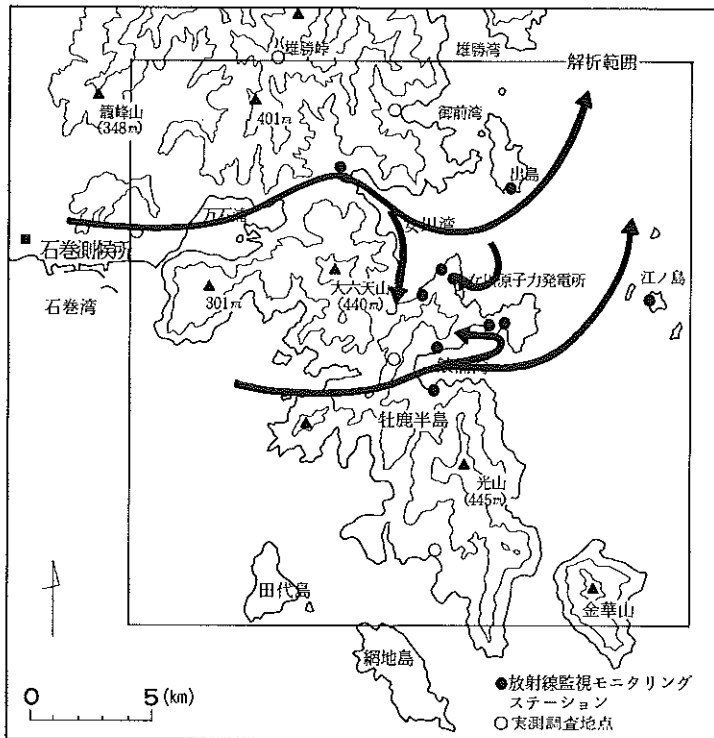 雄勝峠
雄勝湾
解析範囲
籠峰山
(348m)
401m
御前湾
出島
万石湾
女川湾
石巻測候所
石巻湾
301m
大六天山
(440m)
女川原子力発電所
江ノ島
牡鹿半島
光山
(445m)
田代島
金華山
網地島
0 5 (km)
●放射線監視モニタリング
ステーション
○実測調査地点